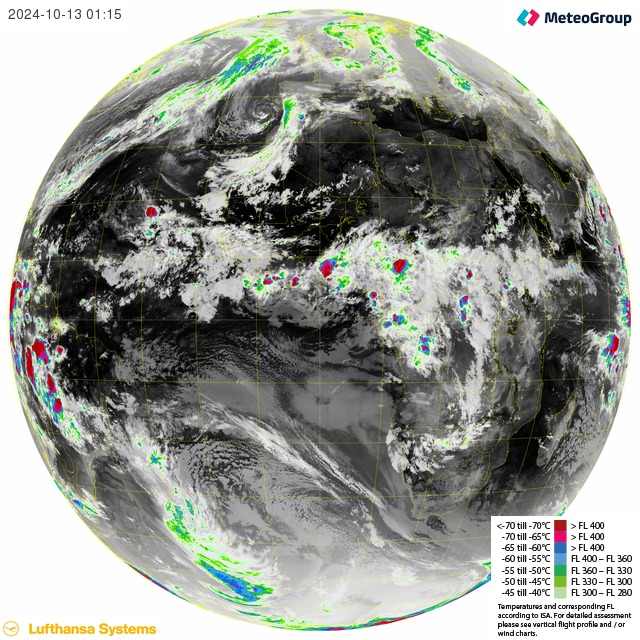 2024-10-13 01:15
MeteoGroup
<-70 till -70°C > FL 400
-70 till -65°C > FL 400
-65 till -60°C > FL 400
-60 till -55°C FL 400 – FL 360
-55 till -50°C FL 360 – FL 330
-50 till -45°C FL 330 – FL 300
-45 till -40°C FL 300 – FL 280
Temperatures and corresponding FL
according to ISA. For detailed assessment
please see vertical flight profile and / or
wind charts.
Lufthansa Systems